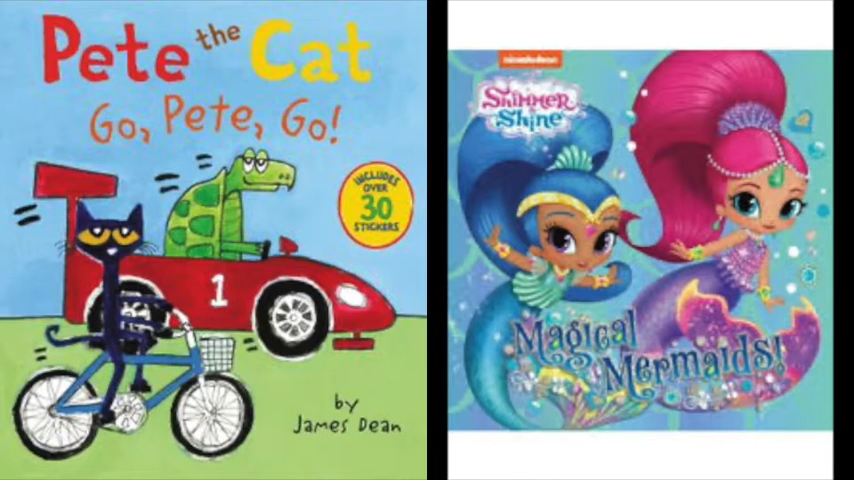 Pete the Cat
Go, Pete, Go!
INCLUDES
OVER
30
STICKERS
1
by
James Dean
nickelodeon
Shimmer
Shine
Magical
Mermaids!